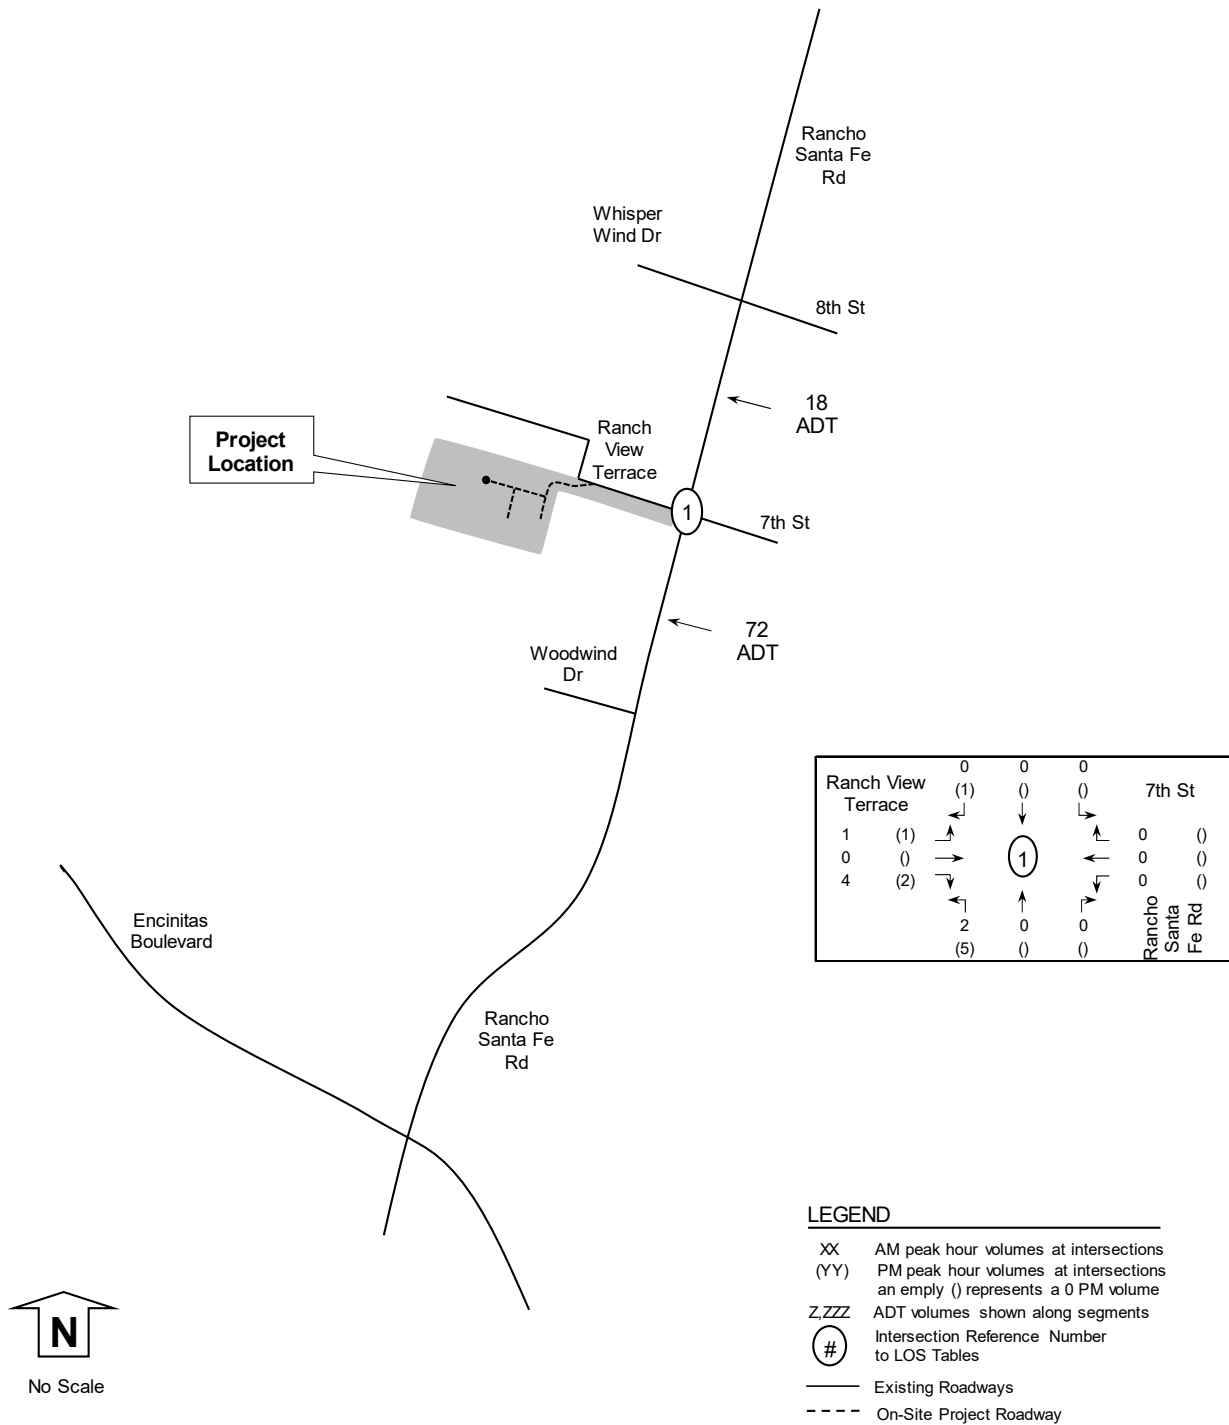 Rancho
Santa Fe
Rd
Whisper
Wind Dr
8th St
18
ADT
Project
Location
Ranch
View
Terrace
1
7th St
72
ADT
Woodwind
Dr
0 0 0
Ranch View
Terrace
(1) () ()
7th St
1 (1)
0 ()
4 (2)
1
0 ()
0 ()
0 ()
2 0 0
(5) () ()
Rancho
Santa
Fe Rd
Encinitas
Boulevard
Rancho
Santa Fe
Rd
LEGEND
XX AM peak hour volumes at intersections
(YY) PM peak hour volumes at intersections
an emply () represents a 0 PM volume
Z,ZZZ ADT volumes shown along segments
# Intersection Reference Number
to LOS Tables
Existing Roadways
On-Site Project Roadway
N
No Scale